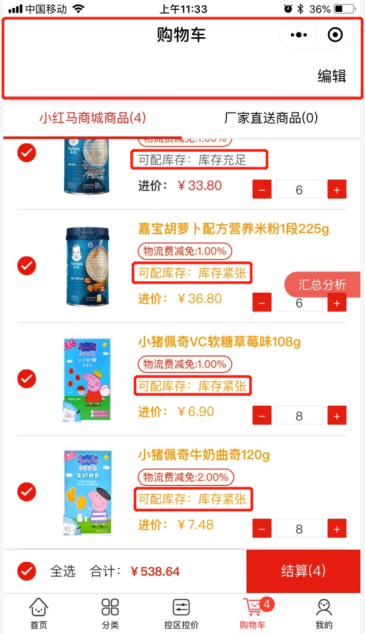 中国移动 上午11:33 36%
购物车
编辑
小红马商城商品(4) 厂家直送商品(0)
物流费减免:1.00%
可配库存：库存充足
进价：￥33.80 － 6 ＋
嘉宝胡萝卜配方营养米粉1段225g
物流费减免:1.00%
可配库存：库存紧张
汇总分析
进价：￥36.80 － 6 ＋
小猪佩奇VC软糖草莓味108g
物流费减免:1.00%
可配库存：库存紧张
进价：￥6.90 － 8 ＋
小猪佩奇牛奶曲奇120g
物流费减免:2.00%
可配库存：库存紧张
进价：￥7.48 － 8 ＋
全选 合计：￥538.64 结算(4)
4
首页 分类 控区控价 购物车 我的